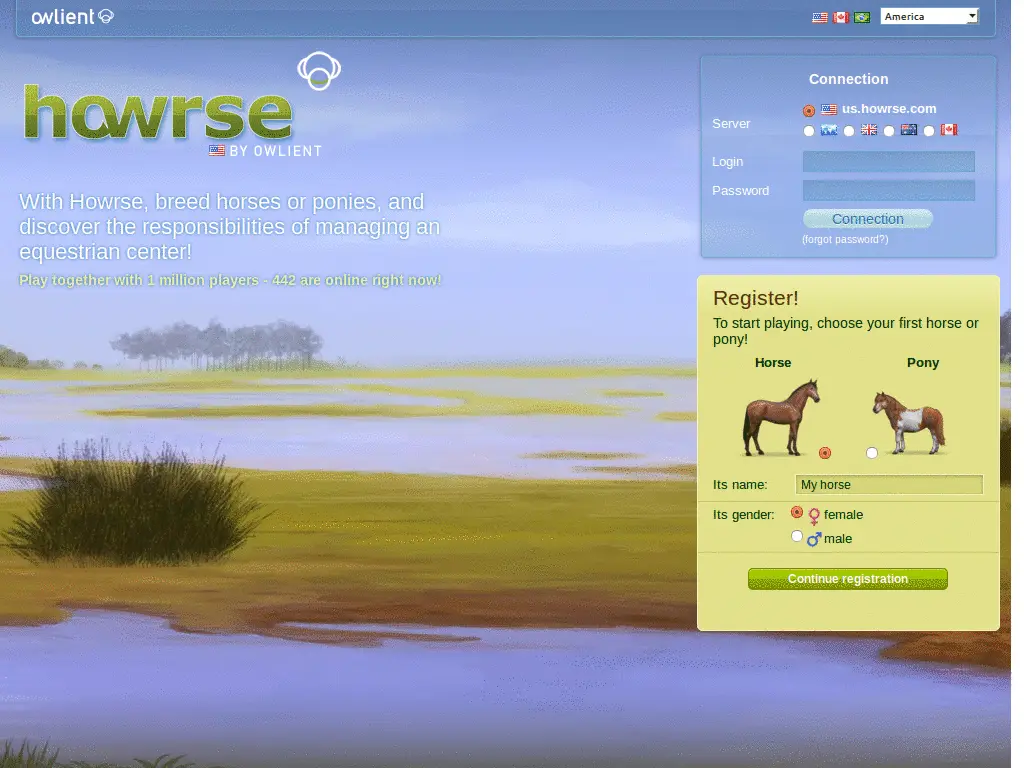 owlient
America
howrse
BY OWLIENT
With Howrse, breed horses or ponies, and
discover the responsibilities of managing an
equestrian center!
Play together with 1 million players - 442 are online right now!
Connection
us.howrse.com
Server
Login
Password
Connection
(forgot password?)
Register!
To start playing, choose your first horse or
pony!
Horse Pony
Its name: My horse
Its gender: female
male
Continue registration